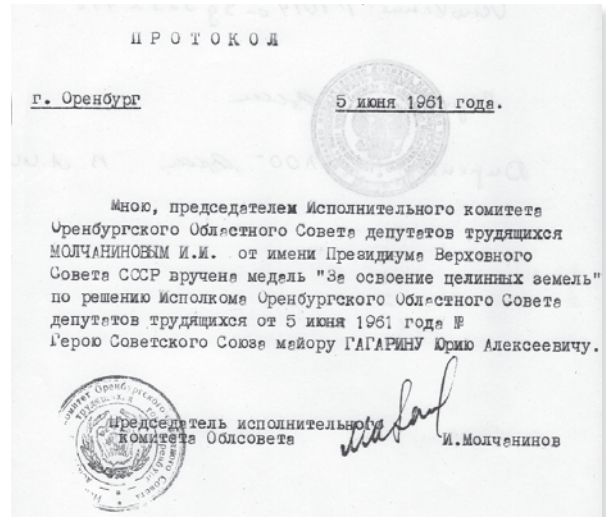 П Р О Т О К О Л
г. Оренбург
5 июня 1961 года.
Мною, председателем Исполнительного комитета
Оренбургского Областного Совета депутатов трудящихся
МОЛЧАНИНОВЫМ И.И. от имени Президиума Верховного
Совета СССР вручена медаль "За освоение целинных земель"
по решению Исполкома Оренбургского Областного Совета
депутатов трудящихся от 5 июня 1961 года №
Герою Советского Союза майору ГАГАРИНУ Юрию Алексеевичу.
Председатель исполнительного
комитета Облсовета
И.Молчанинов